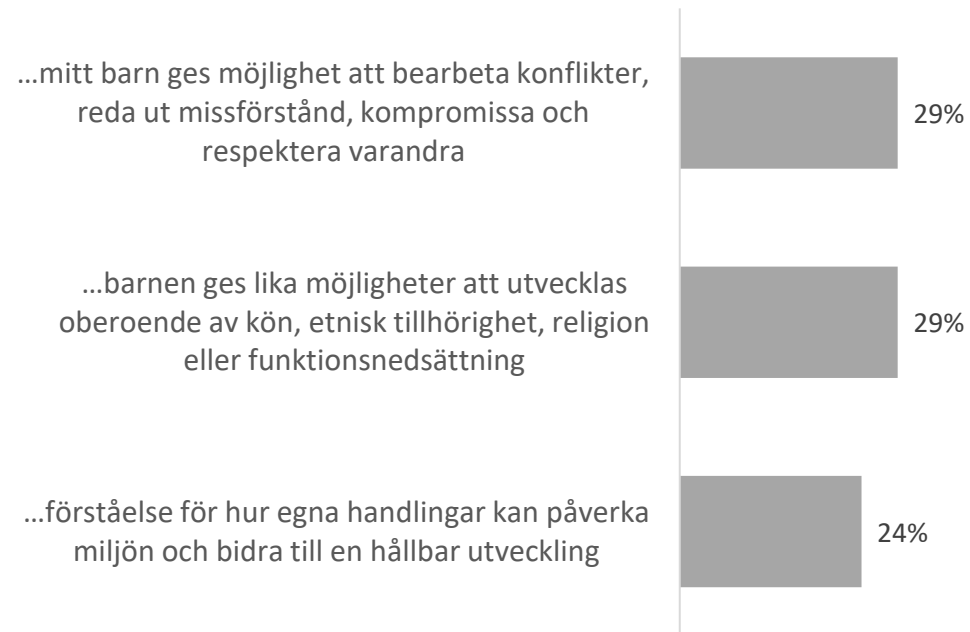 …mitt barn ges möjlighet att bearbeta konflikter,
reda ut missförstånd, kompromissa och
respektera varandra
29%
…barnen ges lika möjligheter att utvecklas
oberoende av kön, etnisk tillhörighet, religion
eller funktionsnedsättning
29%
…förståelse för hur egna handlingar kan påverka
miljön och bidra till en hållbar utveckling
24%